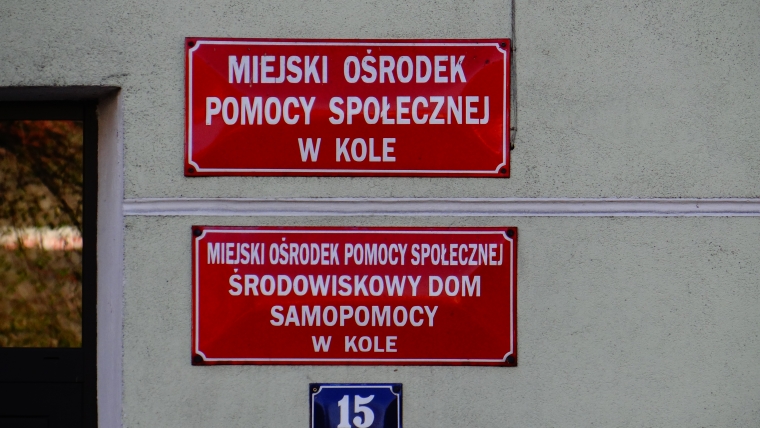 MIEJSKI OŚRODEK
POMOCY SPOŁECZNEJ
W KOLE
MIEJSKI OŚRODEK POMOCY SPOŁECZNEJ
ŚRODOWISKOWY DOM
SAMOPOMOCY
W KOLE
15